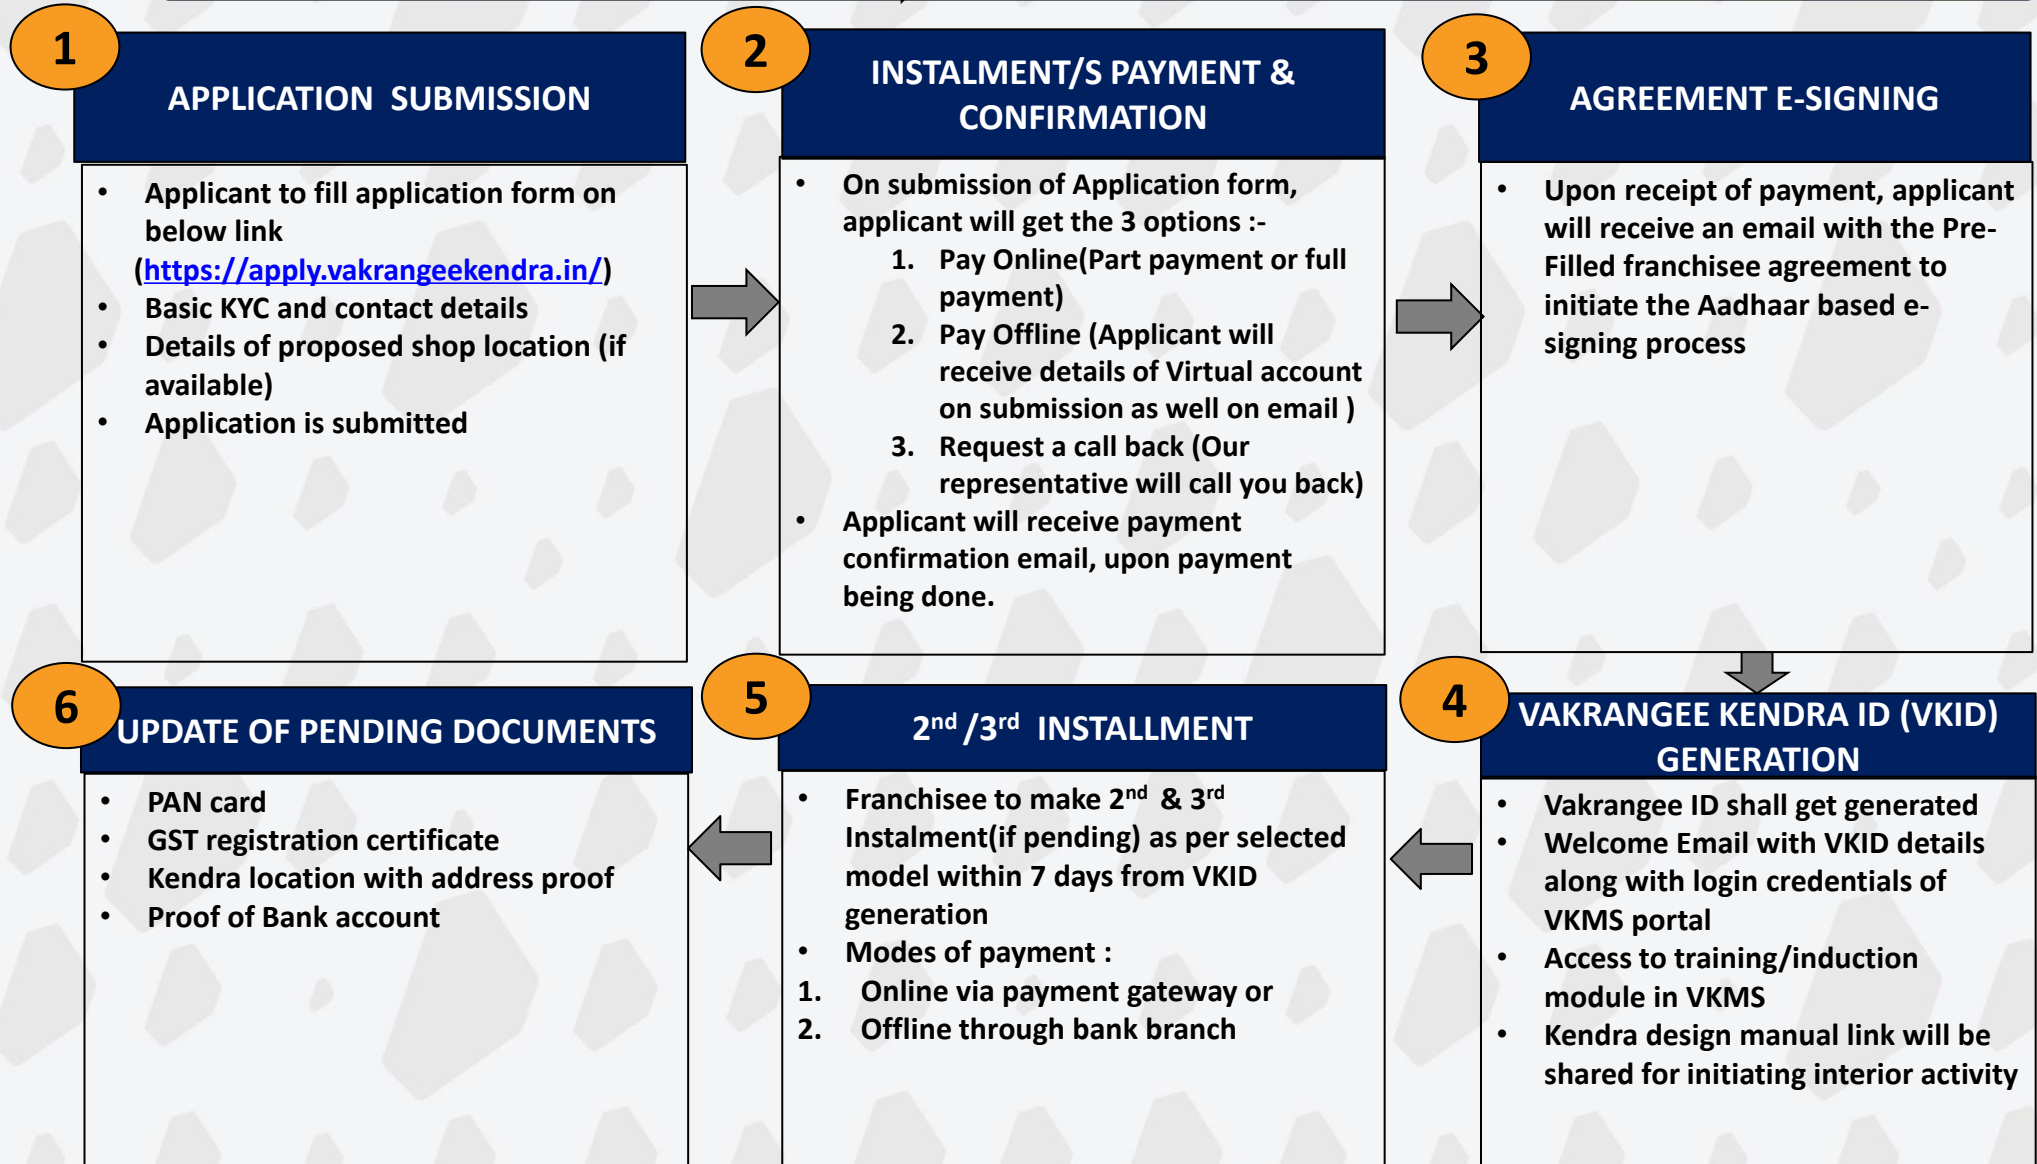 1
APPLICATION SUBMISSION
• Applicant to fill application form on
below link
(https://apply.vakrangeekendra.in/)
• Basic KYC and contact details
• Details of proposed shop location (if
available)
• Application is submitted
2
INSTALMENT/S PAYMENT &
CONFIRMATION
• On submission of Application form,
applicant will get the 3 options :-
1. Pay Online(Part payment or full
payment)
2. Pay Offline (Applicant will
receive details of Virtual account
on submission as well on email )
3. Request a call back (Our
representative will call you back)
• Applicant will receive payment
confirmation email, upon payment
being done.
3
AGREEMENT E-SIGNING
• Upon receipt of payment, applicant
will receive an email with the Pre-
Filled franchisee agreement to
initiate the Aadhaar based e-
signing process
4
VAKRANGEE KENDRA ID (VKID)
GENERATION
• Vakrangee ID shall get generated
• Welcome Email with VKID details
along with login credentials of
VKMS portal
• Access to training/induction
module in VKMS
• Kendra design manual link will be
shared for initiating interior activity
5
2nd /3rd INSTALLMENT
• Franchisee to make 2nd & 3rd
Instalment(if pending) as per selected
model within 7 days from VKID
generation
• Modes of payment :
1. Online via payment gateway or
2. Offline through bank branch
6
UPDATE OF PENDING DOCUMENTS
• PAN card
• GST registration certificate
• Kendra location with address proof
• Proof of Bank account